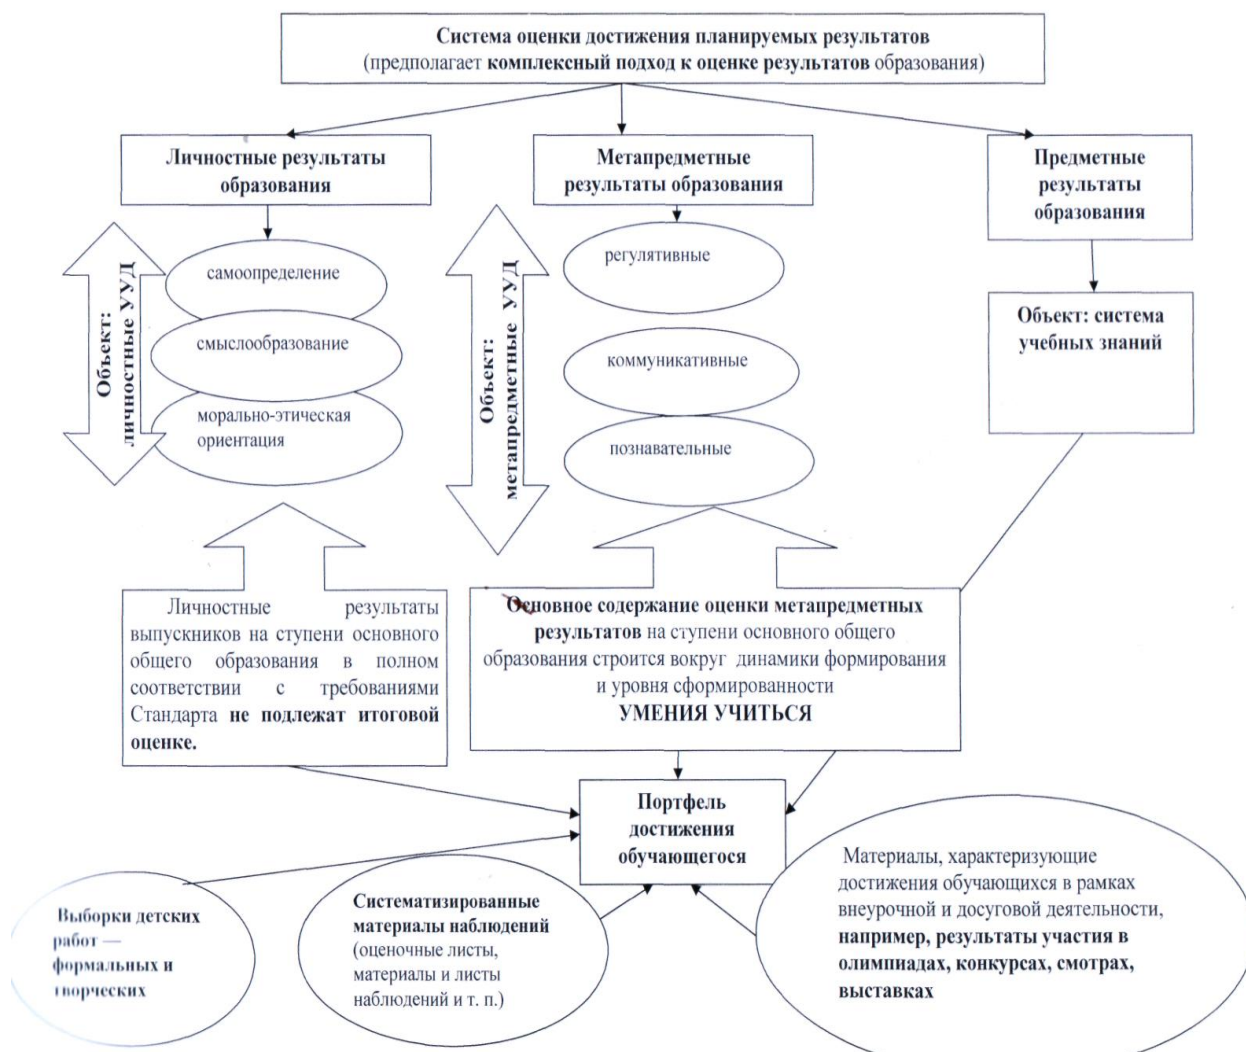 Система оценки достижения планируемых результатов
(предполагает комплексный подход к оценке результатов образования)
Личностные результаты
образования
Метапредметные
результаты образования
Предметные
результаты
образования
Объект:
личностные УУД
самоопределение
смыслообразование
морально-этическая
ориентация
Объект:
метапредметные УУД
регулятивные
коммуникативные
познавательные
Объект: система
учебных знаний
Личностные результаты
выпускников на ступени основного
общего образования в полном
соответствии с требованиями
Стандарта не подлежат итоговой
оценке.
Основное содержание оценки метапредметных
результатов на ступени основного общего
образования строится вокруг динамики формирования
и уровня сформированности
УМЕНИЯ УЧИТЬСЯ
Портфель
достижения
обучающегося
Выборки детских
работ —
формальных и
творческих
Систематизированные
материалы наблюдений
(оценочные листы,
материалы и листы
наблюдений и т. п.)
Материалы, характеризующие
достижения обучающихся в рамках
внеурочной и досуговой деятельности,
например, результаты участия в
олимпиадах, конкурсах, смотрах,
выставках